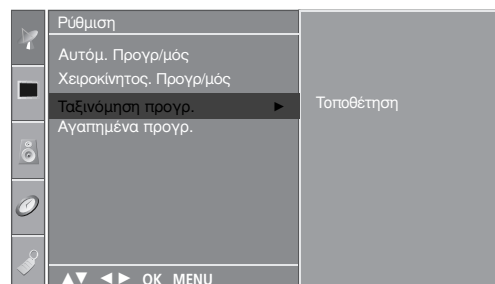 Ρύθμιση
Αυτόμ. Προγρ/μός
Χειροκίνητος. Προγρ/μός
Ταξινόμηση προγρ. ►
Τοποθέτηση
Αγαπημένα προγρ.
▲▼ ◄► OK MENU